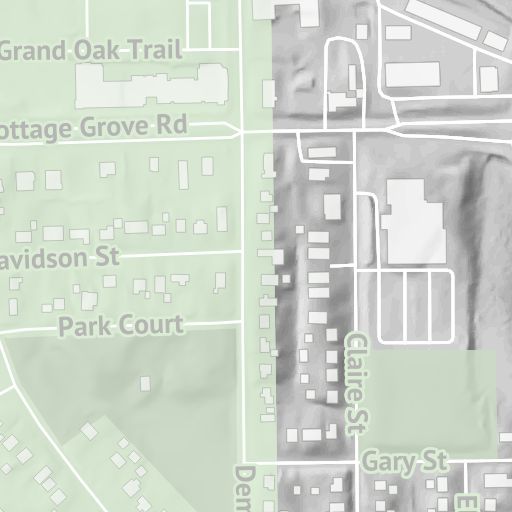 Grand Oak Trail
ottage Grove Rd
avidson St
Park Court
Claire St
Gary St
Dem
E